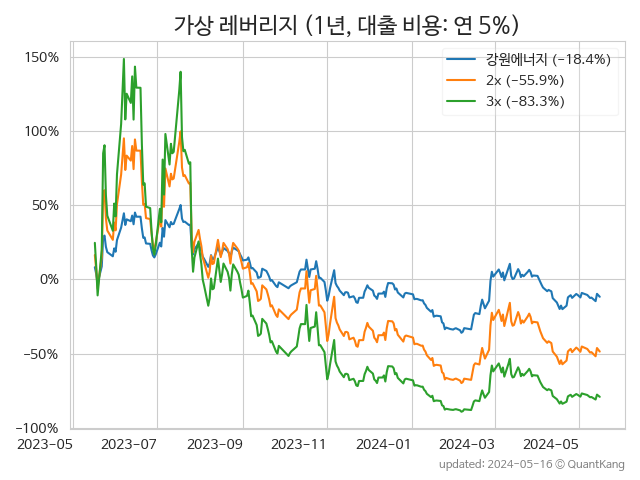 가상 레버리지 (1년, 대출 비용: 연 5%)
150%
100%
50%
0%
−50%
−100%
강원에너지 (−18.4%)
2x (−55.9%)
3x (−83.3%)
2023-05 2023-07 2023-09 2023-11 2024-01 2024-03 2024-05
updated: 2024-05-16 © QuantKang